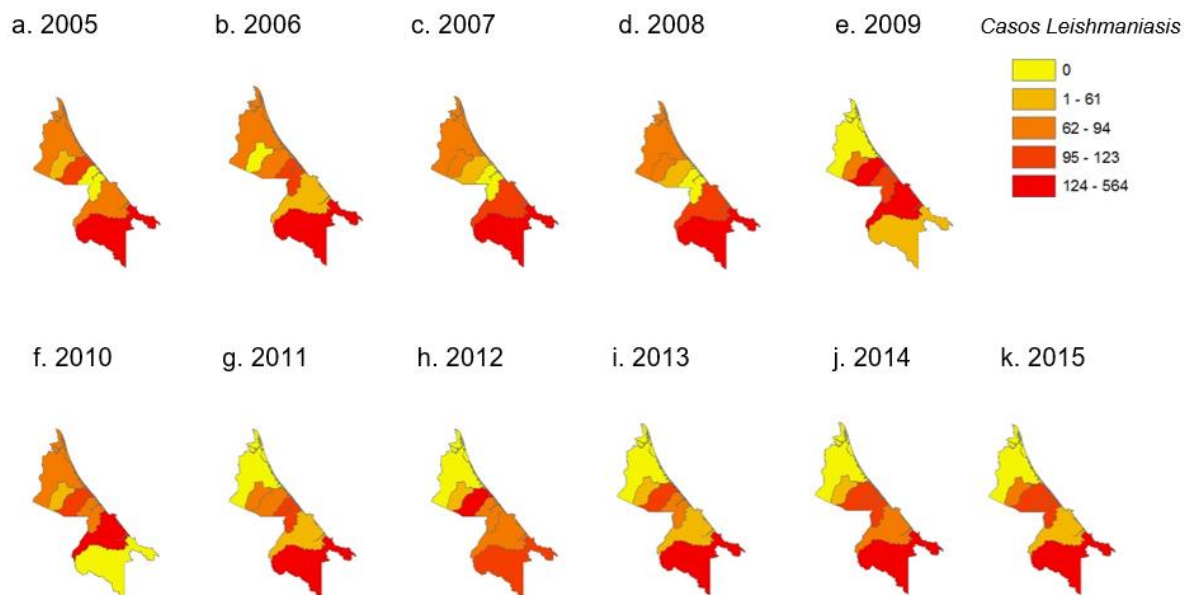 a. 2005
b. 2006
c. 2007
d. 2008
e. 2009
Casos Leishmaniasis
0
1 - 61
62 - 94
95 - 123
124 - 564
f. 2010
g. 2011
h. 2012
i. 2013
j. 2014
k. 2015